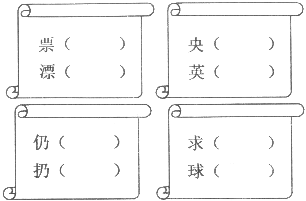 票（　　）
漂（　　）
央（　　）
英（　　）
仍（　　）
扔（　　）
求（　　）
球（　　）